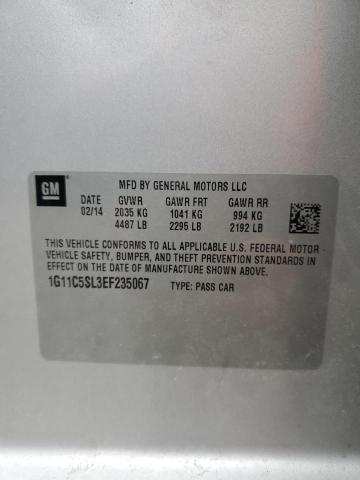 GM
MFD BY GENERAL MOTORS LLC
DATE GVWR GAWR FRT GAWR RR
02/14 2035 KG 1041 KG 994 KG
4487 LB 2295 LB 2192 LB
THIS VEHICLE CONFORMS TO ALL APPLICABLE U.S. FEDERAL MOTOR
VEHICLE SAFETY, BUMPER, AND THEFT PREVENTION STANDARDS IN
EFFECT ON THE DATE OF MANUFACTURE SHOWN ABOVE.
1G11C5SL3EF235067 TYPE: PASS CAR